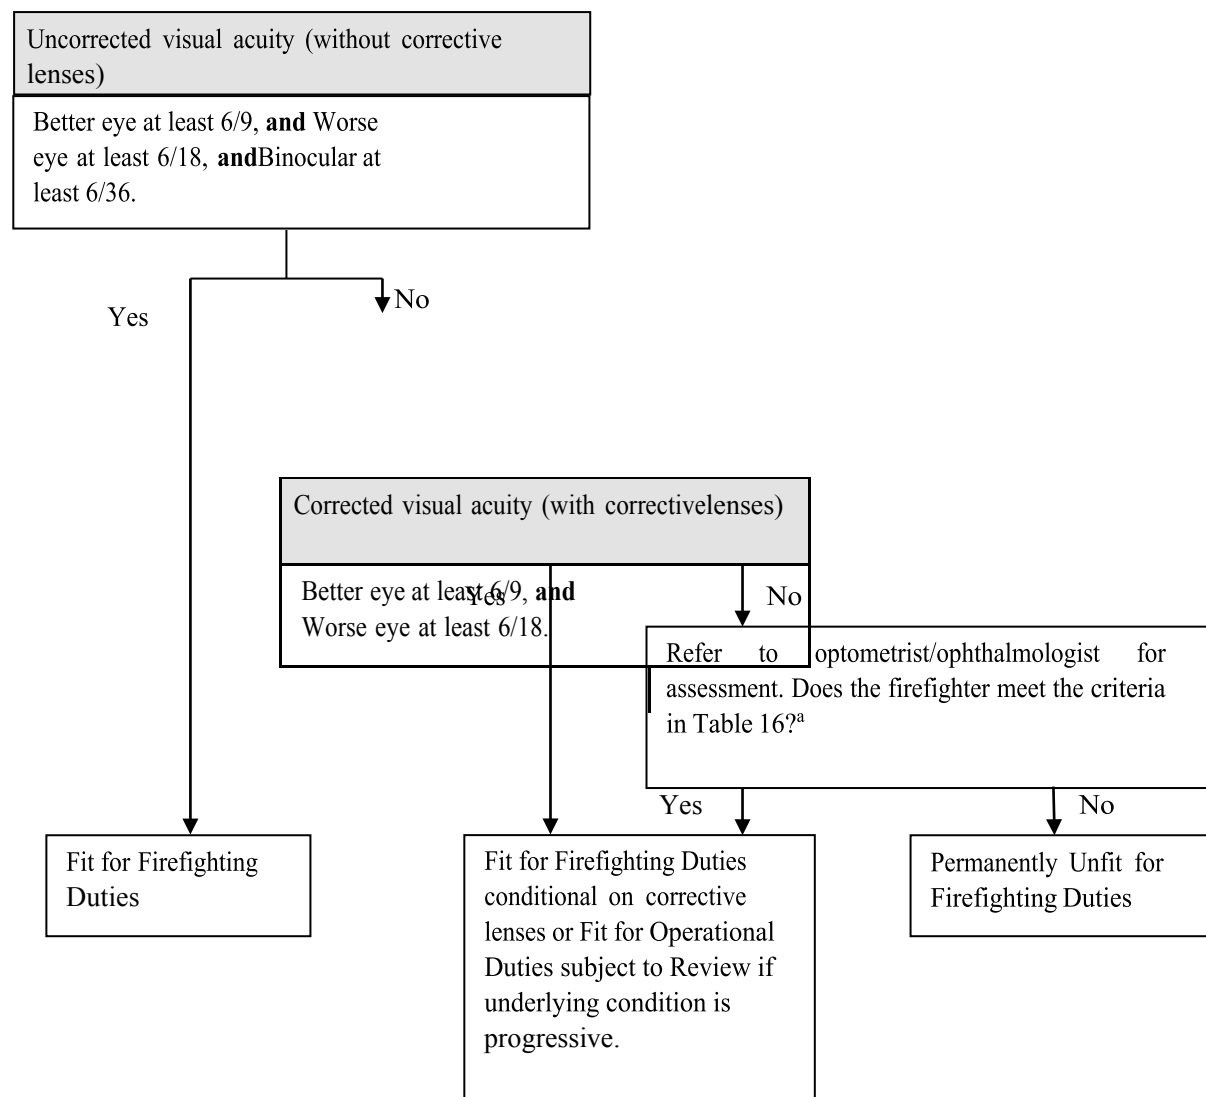 Uncorrected visual acuity (without corrective
lenses)
Better eye at least 6/9, and Worse
eye at least 6/18, andBinocular at
least 6/36.
Yes
No
Corrected visual acuity (with correctivelenses)
Better eye at least 6/9, and
Worse eye at least 6/18.
Yes
No
Refer to optometrist/ophthalmologist for
assessment. Does the firefighter meet the criteria
in Table 16?a
Yes
No
Fit for Firefighting
Duties
Fit for Firefighting Duties
conditional on corrective
lenses or Fit for Operational
Duties subject to Review if
underlying condition is
progressive.
Permanently Unfit for
Firefighting Duties